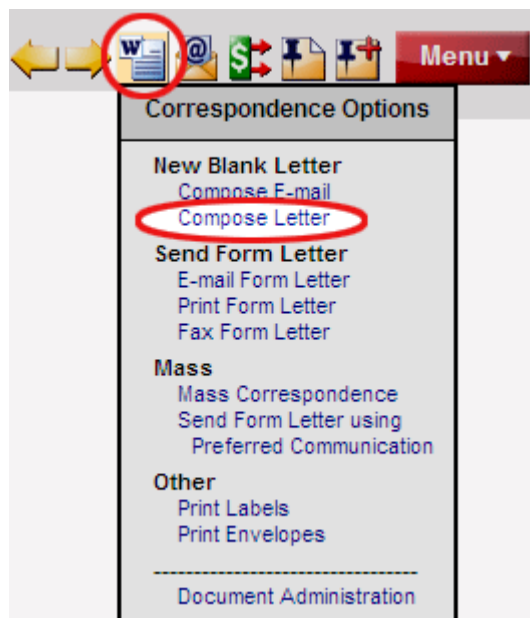 W
@
$
Menu
Correspondence Options
New Blank Letter
Compose E-mail
Compose Letter
Send Form Letter
E-mail Form Letter
Print Form Letter
Fax Form Letter
Mass
Mass Correspondence
Send Form Letter using
Preferred Communication
Other
Print Labels
Print Envelopes
----------------------------------
Document Administration